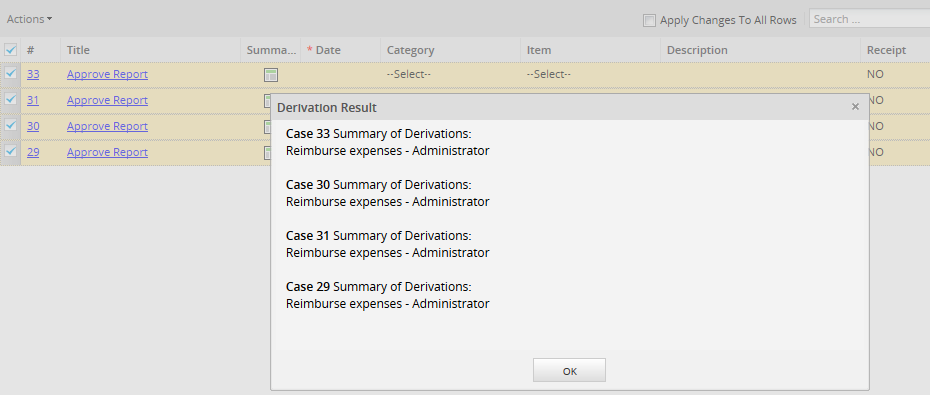 Actions
Apply Changes To All Rows Search ...
# Title Summa... * Date Category Item Description Receipt
33 Approve Report --Select-- --Select-- NO
31 Approve Report NO
30 Approve Report NO
29 Approve Report NO
Derivation Result ×
Case 33 Summary of Derivations:
Reimburse expenses - Administrator
Case 30 Summary of Derivations:
Reimburse expenses - Administrator
Case 31 Summary of Derivations:
Reimburse expenses - Administrator
Case 29 Summary of Derivations:
Reimburse expenses - Administrator
OK